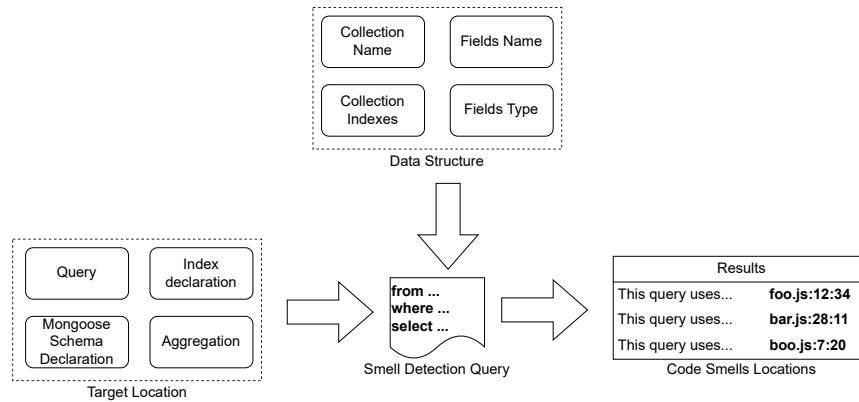 Collection
Name
Fields Name
Collection
Indexes
Fields Type
Data Structure
Query
Index
declaration
Mongoose
Schema
Declaration
Aggregation
Target Location
from ...
where ...
select ...
Smell Detection Query
Results
This query uses... foo.js:12:34
This query uses... bar.js:28:11
This query uses... boo.js:7:20
Code Smells Locations